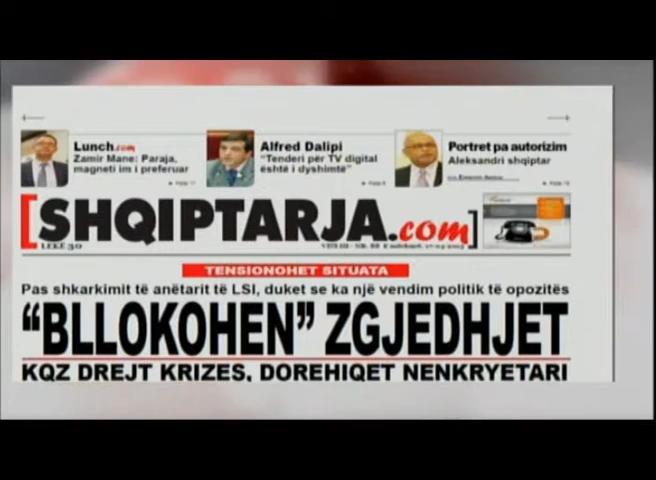 Lunch.com
Zamir Mane: Paraja,
magneti im i preferuar
Alfred Dalipi
"Tenderi për TV digital
është i dyshimtë"
Portret pa autorizim
Aleksandri shqiptar
[SHQIPTARJA.com]
LEKË 30
TENSIONOHET SITUATA
Pas shkarkimit të anëtarit të LSI, duket se ka një vendim politik të opozitës
“BLLOKOHEN” ZGJEDHJET
KQZ DREJT KRIZES, DOREHIQET NENKRYETARI